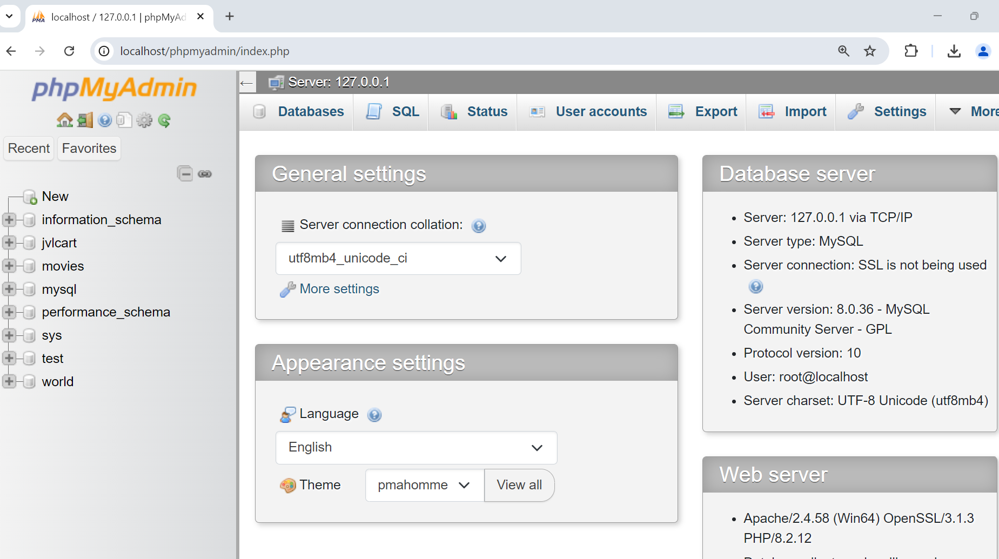 localhost / 127.0.0.1 | phpMyAd
localhost/phpmyadmin/index.php
phpMyAdmin
Recent
Favorites
New
information_schema
jvlcart
movies
mysql
performance_schema
sys
test
world
Server: 127.0.0.1
Databases
SQL
Status
User accounts
Export
Import
Settings
More
General settings
Server connection collation:
utf8mb4_unicode_ci
More settings
Appearance settings
Language
English
Theme
pmahomme
View all
Database server
Server: 127.0.0.1 via TCP/IP
Server type: MySQL
Server connection: SSL is not being used
Server version: 8.0.36 - MySQL
Community Server - GPL
Protocol version: 10
User: root@localhost
Server charset: UTF-8 Unicode (utf8mb4)
Web server
Apache/2.4.58 (Win64) OpenSSL/3.1.3
PHP/8.2.12